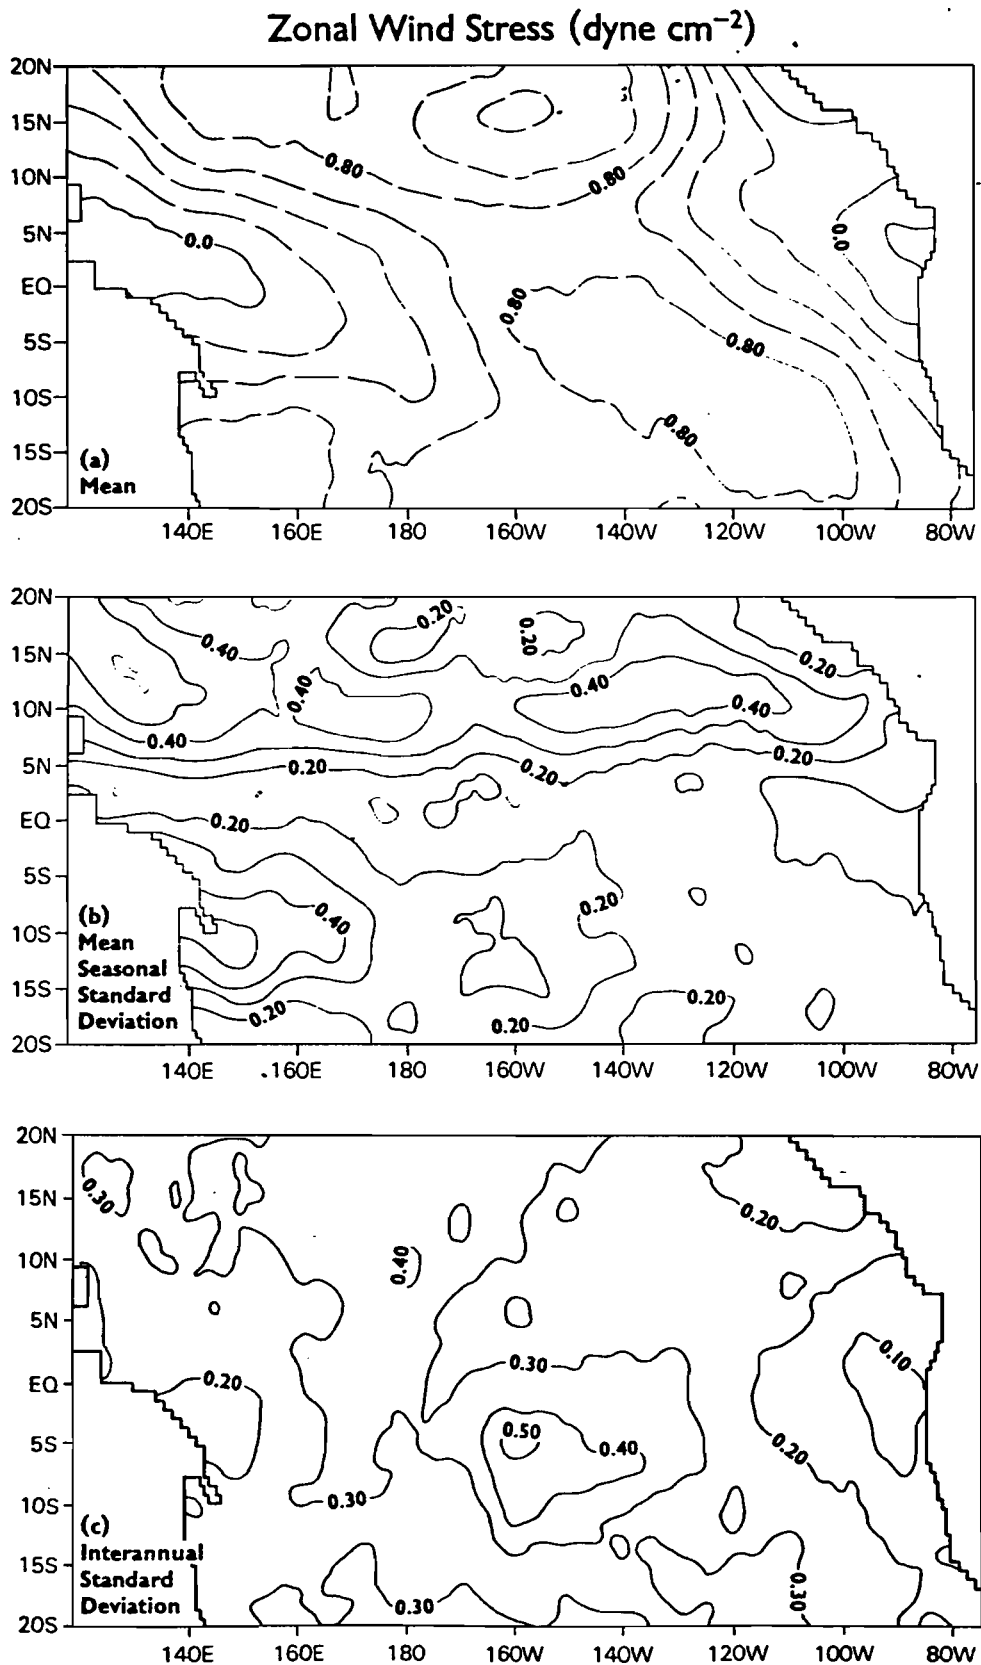 Zonal Wind Stress (dyne cm−2)
20N
15N
10N
5N
EQ
5S
10S
15S
20S
0.80
0.80
0.0
0.0
0.80
0.80
0.80
(a)
Mean
140E
160E
180
160W
140W
120W
100W
80W
20N
15N
10N
5N
EQ
5S
10S
15S
20S
0.20
0.20
0.40
0.20
0.40
0.40
0.40
0.40
0.20
0.20
0.20
0.20
0.20
0.40
0.20
0.20
0.20
(b)
Mean
Seasonal
Standard
Deviation
140E
160E
180
160W
140W
120W
100W
80W
20N
15N
10N
5N
EQ
5S
10S
15S
20S
0.30
0.20
0.40
0.30
0.10
0.20
0.50
0.40
0.20
0.30
0.30
0.30
(c)
Interannual
Standard
Deviation
140E
160E
180
160W
140W
120W
100W
80W